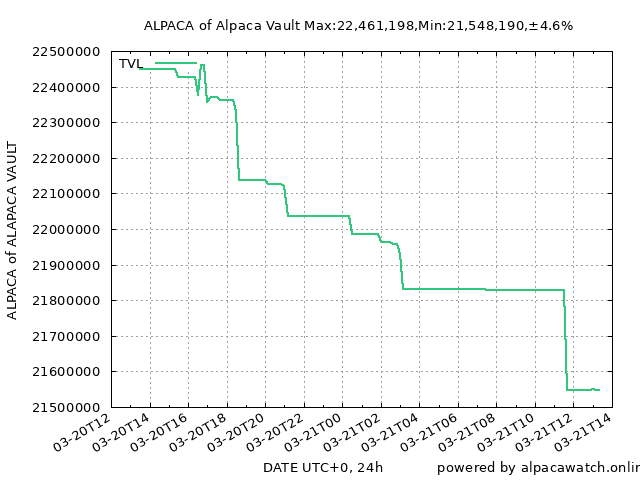 ALPACA of Alpaca Vault Max:22,461,198,Min:21,548,190,±4.6%
TVL
22500000
22400000
22300000
22200000
22100000
22000000
21900000
21800000
21700000
21600000
21500000
ALPACA of ALAPACA VAULT
03-20T12
03-20T14
03-20T16
03-20T18
03-20T20
03-20T22
03-21T00
03-21T02
03-21T04
03-21T06
03-21T08
03-21T10
03-21T12
03-21T14
DATE UTC+0, 24h
powered by alpacawatch.onlin